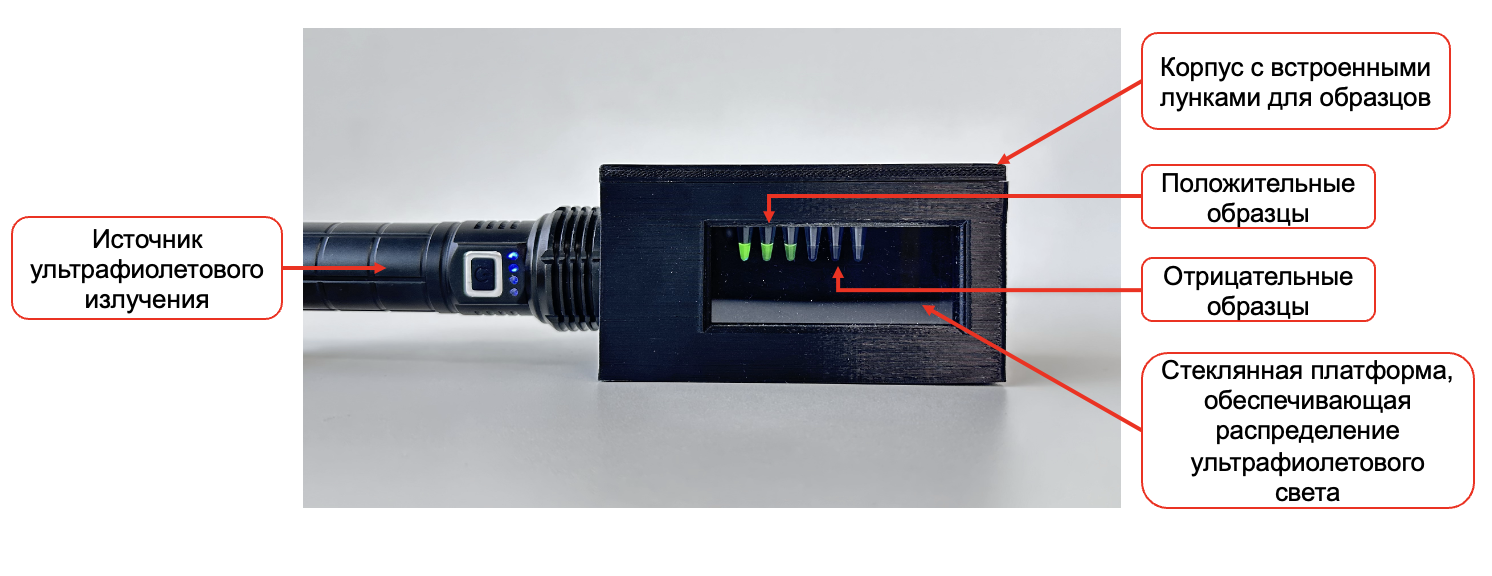 Источник
ультрафиолетового
излучения
Корпус с встроенными
лунками для образцов
Положительные
образцы
Отрицательные
образцы
Стеклянная платформа,
обеспечивающая
распределение
ультрафиолетового
света